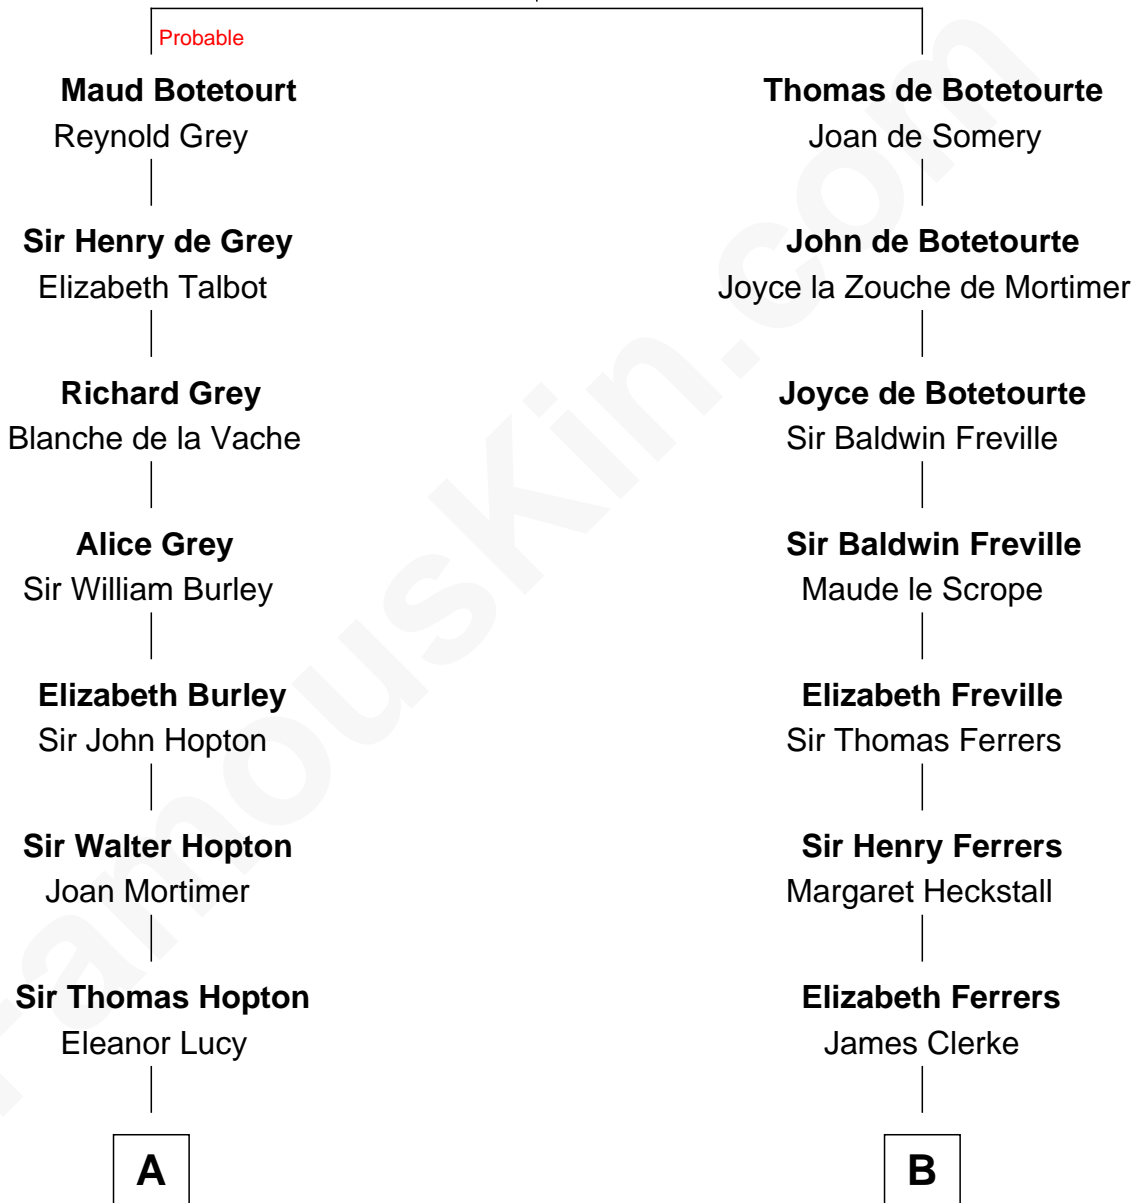 Probable
Maud Botetourt
Reynold Grey
Sir Henry de Grey
Elizabeth Talbot
Richard Grey
Blanche de la Vache
Alice Grey
Sir William Burley
Elizabeth Burley
Sir John Hopton
Sir Walter Hopton
Joan Mortimer
Sir Thomas Hopton
Eleanor Lucy
A
Thomas de Botetourte
Joan de Somery
John de Botetourte
Joyce la Zouche de Mortimer
Joyce de Botetourte
Sir Baldwin Freville
Sir Baldwin Freville
Maude le Scrope
Elizabeth Freville
Sir Thomas Ferrers
Sir Henry Ferrers
Margaret Heckstall
Elizabeth Ferrers
James Clerke
B
FamousKin.com